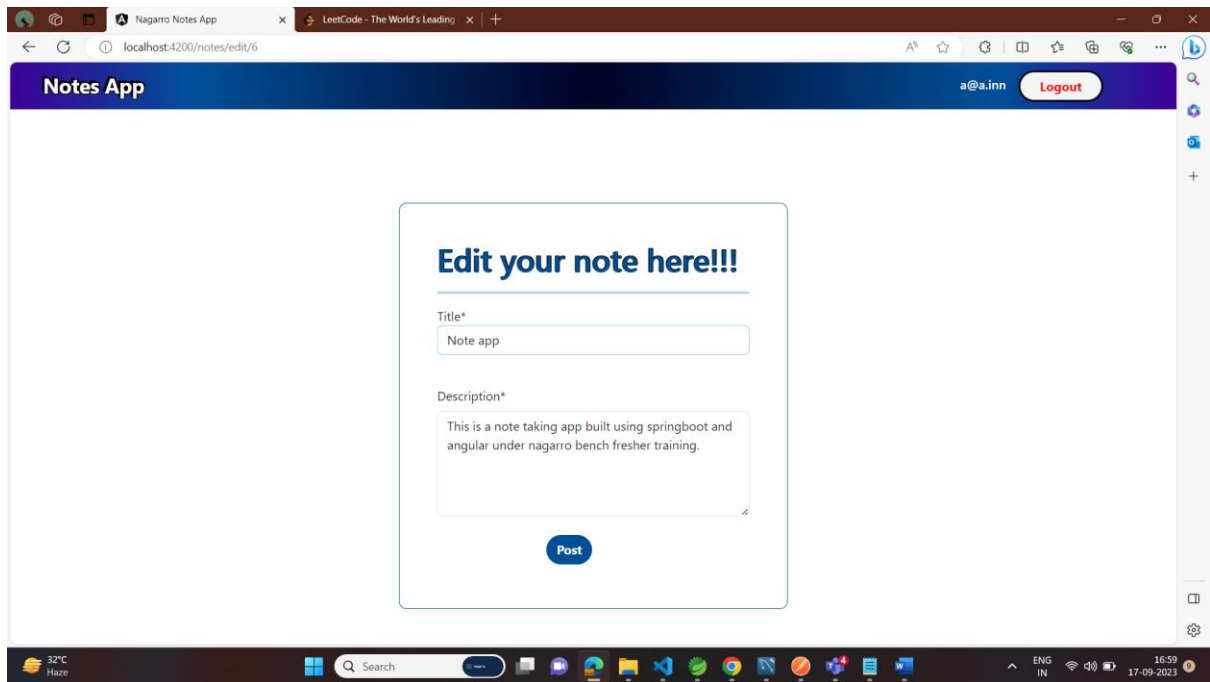 Nagarro Notes App
LeetCode - The World's Leading
localhost:4200/notes/edit/6
Notes App
a@a.inn
Logout
Edit your note here!!!
Title*
Note app
Description*
This is a note taking app built using springboot and
angular under nagarro bench fresher training.
Post
32°C
Haze
Search
4
ENG
IN
16:59
17-09-2023
9